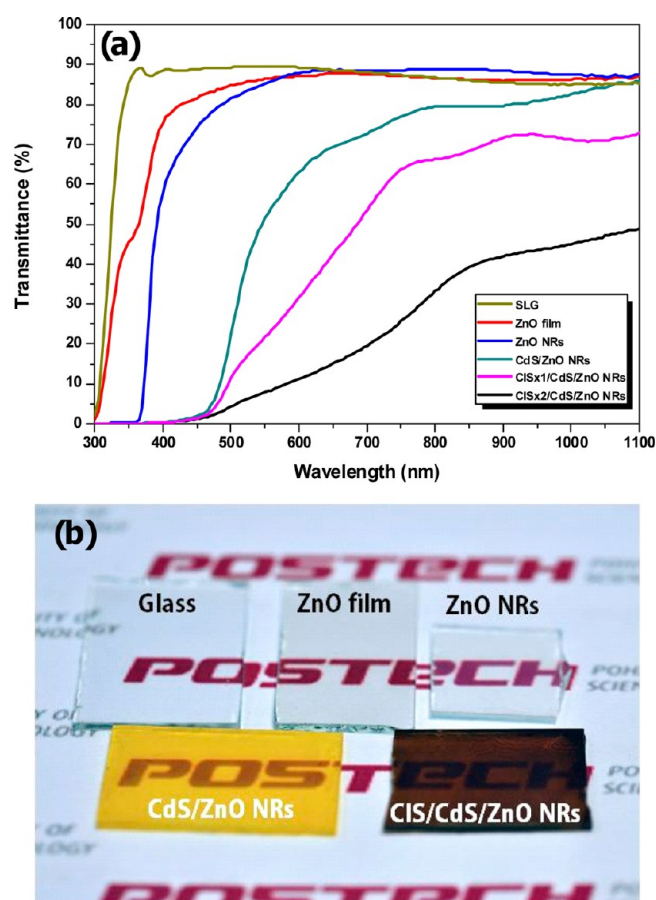 (a)
100
90
80
70
60
50
40
30
20
10
0
Transmittance (%)
SLG
ZnO film
ZnO NRs
CdS/ZnO NRs
CISx1/CdS/ZnO NRs
CISx2/CdS/ZnO NRs
300 400 500 600 700 800 900 1000 1100
Wavelength (nm)
(b)
POSTECH
Glass
ZnO film
ZnO NRs
POSTECH
SCIEN
POSTECH
CdS/ZnO NRs
CIS/CdS/ZnO NRs
POSTECH